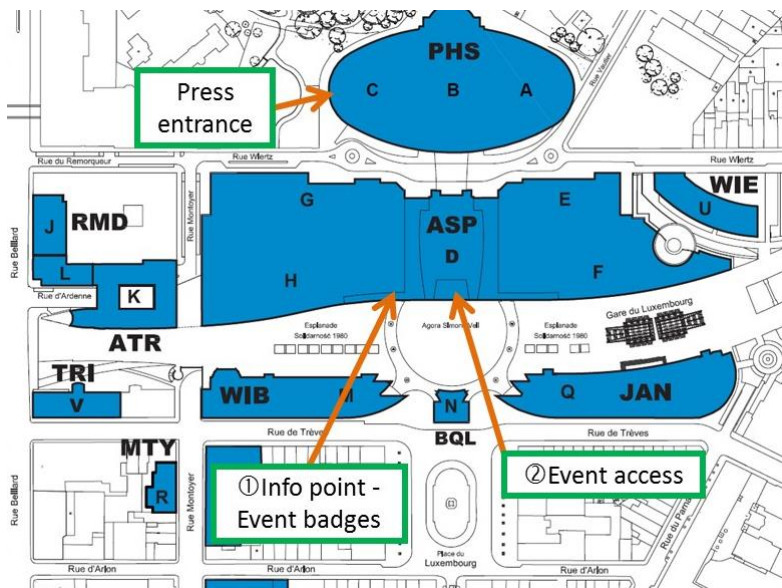 PHS
C
B
A
Rue Vautier
Press
entrance
Rue du Remorqueur
Rue Wiertz
Rue Wiertz
WIE
U
G
E
J
RMD
Rue Montoyer
ASP
D
Rue Belliard
L
H
F
Rue d'Ardenne
K
Gare du Luxembourg
ATR
Esplanade
Solidarność 1980
Agora Simone Veil
Esplanade
Solidarność 1980
TRI
V
WIB
M
N
Q
JAN
BQL
Rue de Trèves
Rue de Trèves
MTY
R
Rue Belliard
Rue Montoyer
①Info point -
Event badges
②Event access
Place du
Luxembourg
Rue d'Arlon
Rue d'Arlon